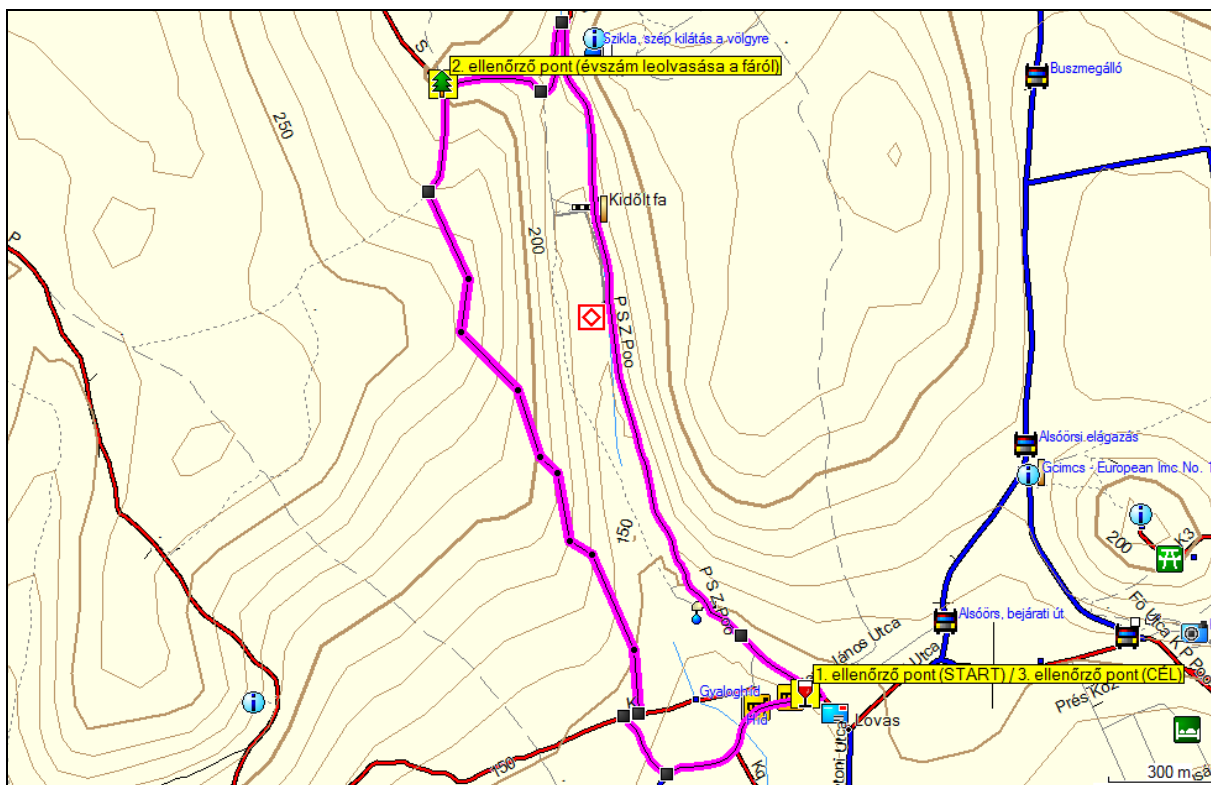 Szikla, szép kilátás a völgyre
S
2. ellenőrző pont (évszám leolvasása a fáról)
Buszmegálló
250
Kidőlt fa
200
P
P S Z Poo
Alsóörsi elágazás
Gcimcs - European Imc No. 1
150
200
K3
P S Z Poo
Alsóörs, bejárati út
Fő Utca K P Poo
János Utca
Utca
1. ellenőrző pont (START) / 3. ellenőrző pont (CÉL)
Gyaloghíd
Prés Köz
K
Híd
Lovas
150
300 m